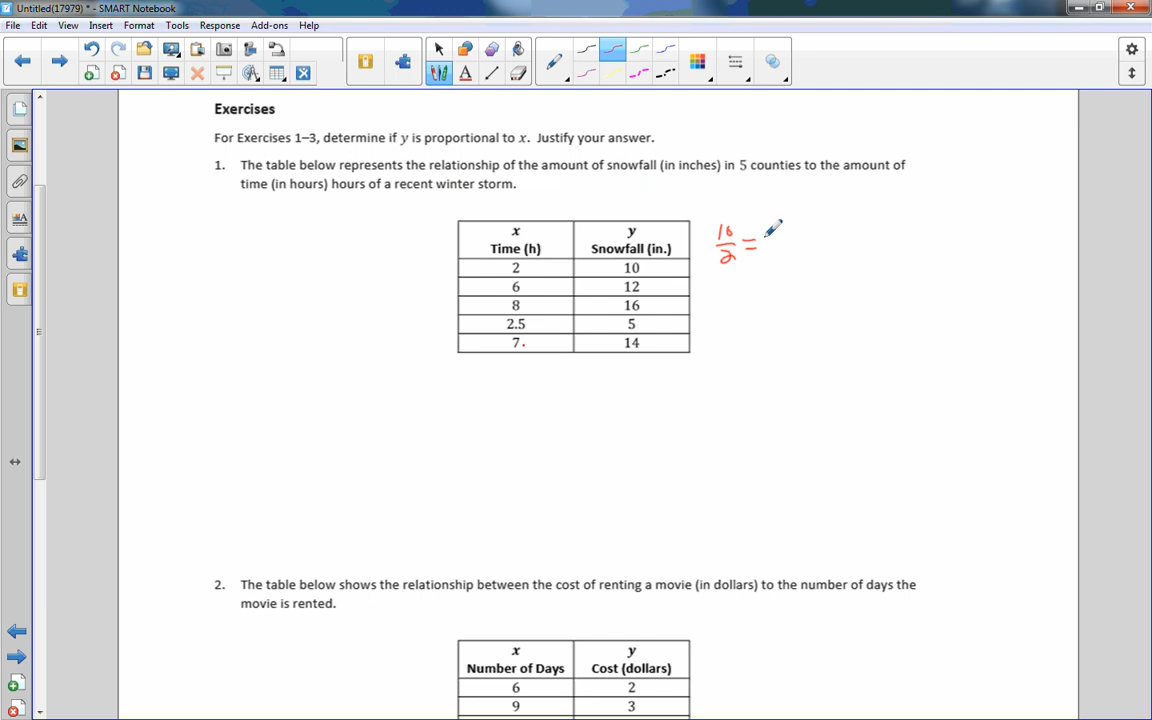 Untitled(17979) * - SMART Notebook
File Edit View Insert Format Tools Response Add-ons Help
Exercises
For Exercises 1–3, determine if y is proportional to x. Justify your answer.
1. The table below represents the relationship of the amount of snowfall (in inches) in 5 counties to the amount of
time (in hours) hours of a recent winter storm.
x y
Time (h) Snowfall (in.)
2 10
6 12
8 16
2.5 5
7 14
10
2 =
2. The table below shows the relationship between the cost of renting a movie (in dollars) to the number of days the
movie is rented.
x y
Number of Days Cost (dollars)
6 2
9 3